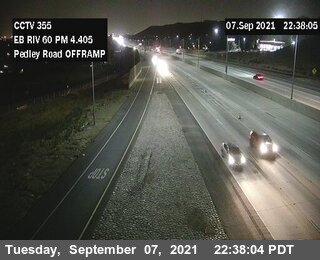 CCTV 355
07.Sep 2021 22:38:05
EB RIV 60 PM 4.405
Pedley Road OFFRAMP
STOP
Tuesday, September 07, 2021 22:38:04 PDT